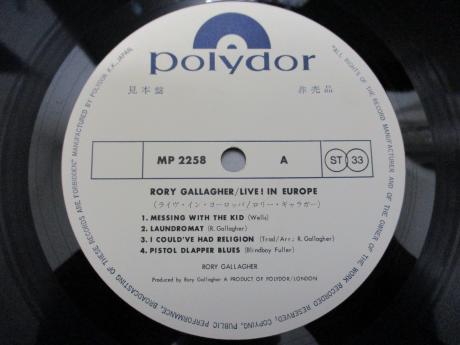 polydor
見本盤 非売品
MP 2258 A ST 33
RORY GALLAGHER/LIVE! IN EUROPE
(ライヴ・イン・ヨーロッパ/ロリー・ギャラガー)
1. MESSING WITH THE KID (Wells)
2. LAUNDROMAT (R. Gallagher)
3. I COULD'VE HAD RELIGION (Trad/Arr.; R. Gallagher)
4. PISTOL DLAPPER BLUES (Blindboy Fuller)
RORY GALLAGHER
Produced by Rory Gallagher A PRODUCT OF POLYDOR/LONDON
"ALL RIGHTS OF THE RECORD MANUFACTURER AND OF THE OWNER OF THE WORK RECORDED RESERVED, COPYING, PUBLIC PERFORMANCE, BROADCASTING OF THESE RECORDS ARE FORBIDDEN." MANUFACTURED BY POLYDOR K.K., JAPAN.